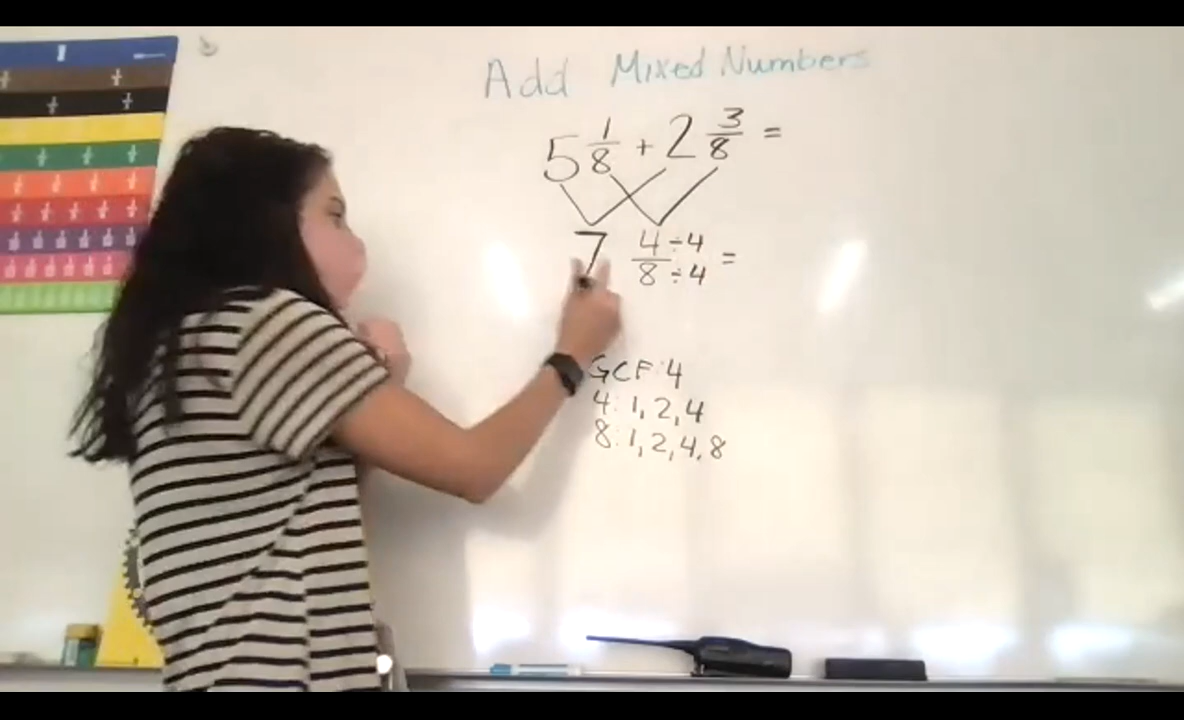 Add Mixed Numbers
5 1/8 + 2 3/8 =
7 4/8 ÷4/÷4 =
GCF: 4
4: 1, 2, 4
8: 1, 2, 4, 8